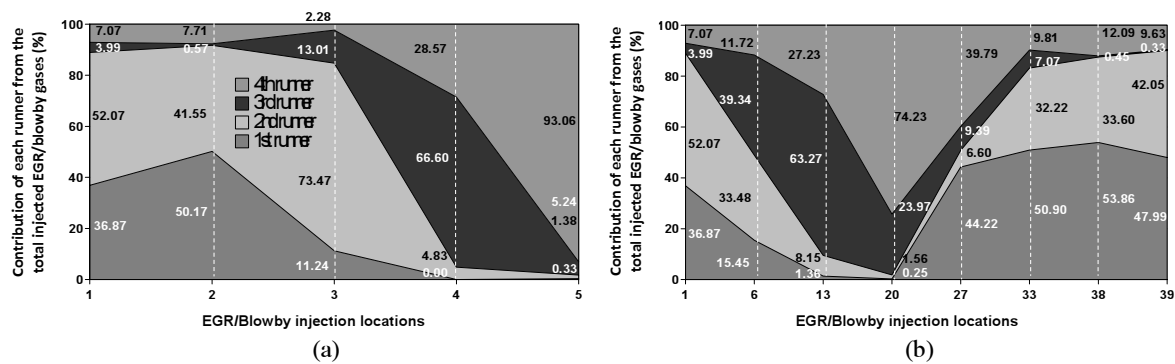 Contribution of each runner from the
total injected EGR/blowby gases (%)
100
80
60
40
20
0
7.07 7.71 2.28 28.57 93.06
3.99 0.57 13.01 66.60 5.24
52.07 41.55 73.47 4.83 1.38
36.87 50.17 11.24 0.00 0.33
4th runner
3rd runner
2nd runner
1st runner
1 2 3 4 5
EGR/Blowby injection locations
(a)
Contribution of each runner from the
total injected EGR/blowby gases (%)
100
80
60
40
20
0
7.07 11.72 27.23 74.23 39.79 9.81 12.09 9.63
3.99 39.34 63.27 23.97 9.39 7.07 0.45 0.33
52.07 33.48 8.15 1.56 6.60 32.22 33.60 42.05
36.87 15.45 1.36 0.25 44.22 50.90 53.86 47.99
1 6 13 20 27 33 38 39
EGR/Blowby injection locations
(b)